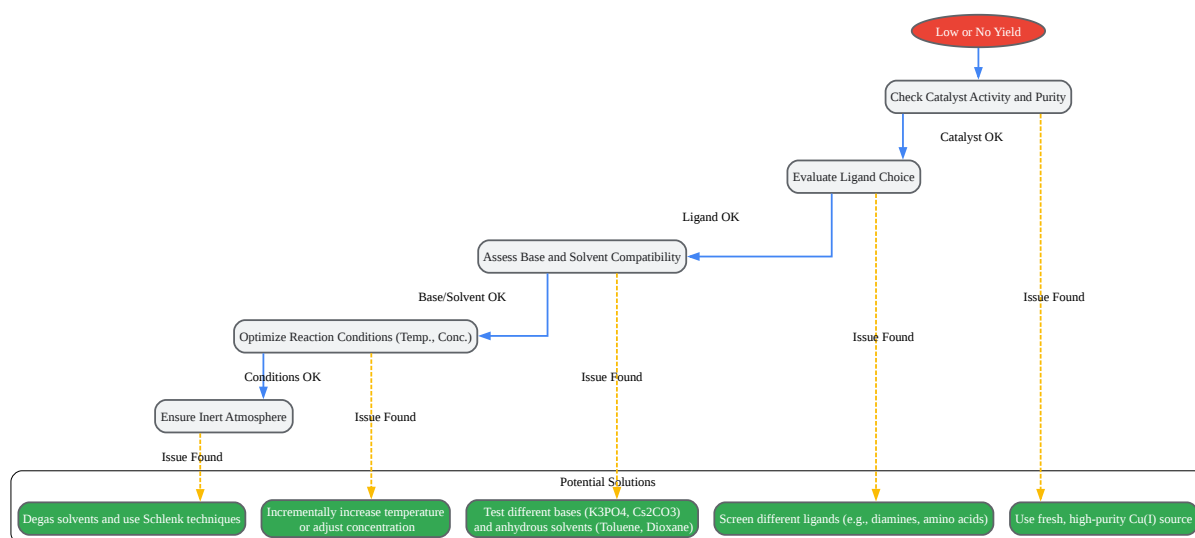 Low or No Yield
Check Catalyst Activity and Purity
Catalyst OK
Evaluate Ligand Choice
Ligand OK
Assess Base and Solvent Compatibility
Base/Solvent OK
Issue Found
Optimize Reaction Conditions (Temp., Conc.)
Issue Found
Conditions OK
Issue Found
Ensure Inert Atmosphere
Issue Found
Issue Found
Potential Solutions
Degas solvents and use Schlenk techniques
Incrementally increase temperature
or adjust concentration
Test different bases (K3PO4, Cs2CO3)
and anhydrous solvents (Toluene, Dioxane)
Screen different ligands (e.g., diamines, amino acids)
Use fresh, high-purity Cu(I) source